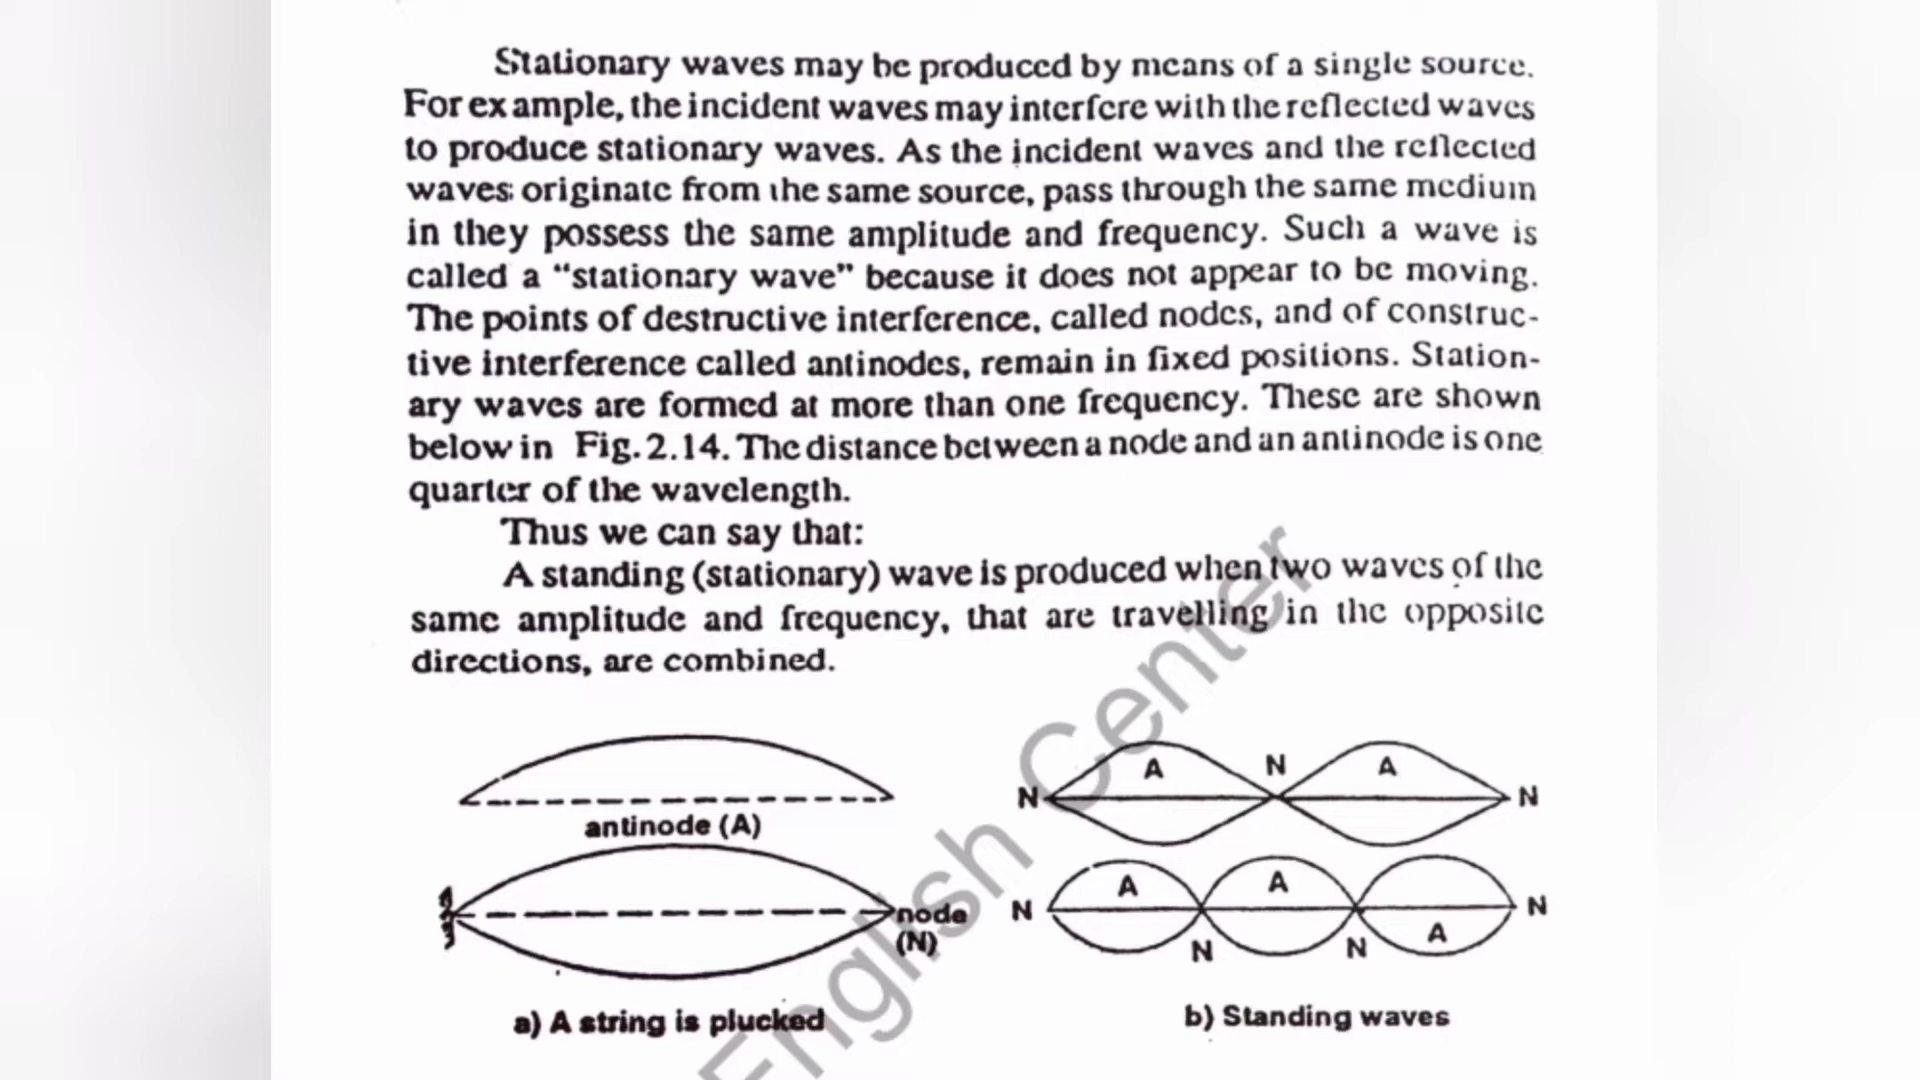 Stationary waves may be produced by means of a single source.
For example, the incident waves may interfere with the reflected waves
to produce stationary waves. As the incident waves and the reflected
waves originate from the same source, pass through the same medium
in they possess the same amplitude and frequency. Such a wave is
called a “stationary wave” because it does not appear to be moving.
The points of destructive interference, called nodes, and of construc-
tive interference called antinodes, remain in fixed positions. Station-
ary waves are formed at more than one frequency. These are shown
below in Fig. 2.14. The distance between a node and an antinode is one
quarter of the wavelength.
Thus we can say that:
A standing (stationary) wave is produced when two waves of the
same amplitude and frequency, that are travelling in the opposite
directions, are combined.
antinode (A)
node
(N)
a) A string is plucked
N A N A N
N A N A N A N
b) Standing waves
English Center